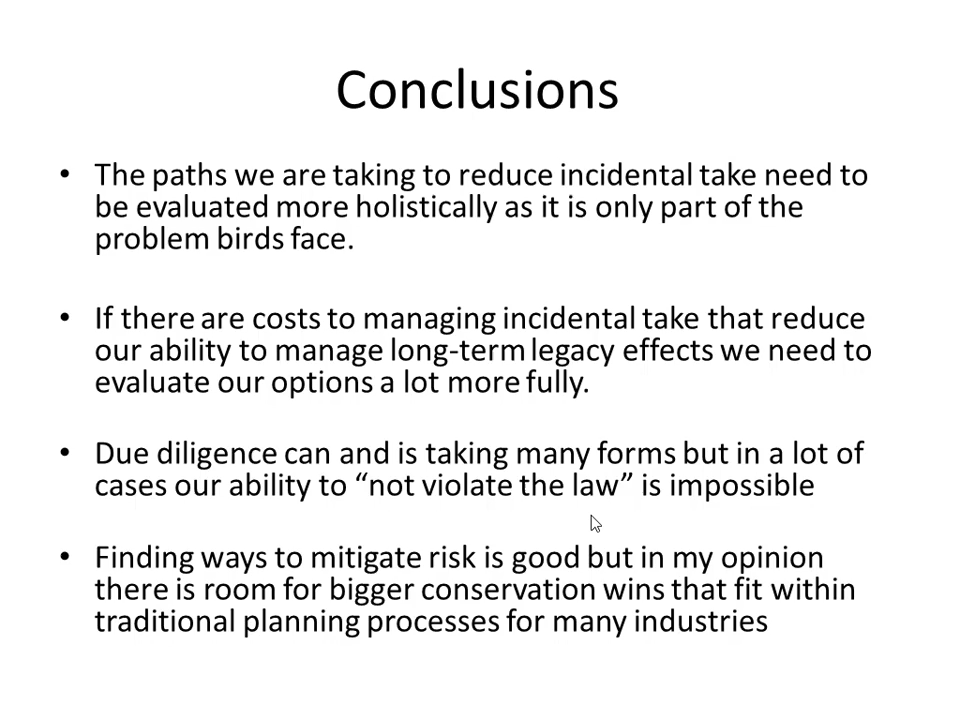 Conclusions
• The paths we are taking to reduce incidental take need to
be evaluated more holistically as it is only part of the
problem birds face.
• If there are costs to managing incidental take that reduce
our ability to manage long-term legacy effects we need to
evaluate our options a lot more fully.
• Due diligence can and is taking many forms but in a lot of
cases our ability to “not violate the law” is impossible
• Finding ways to mitigate risk is good but in my opinion
there is room for bigger conservation wins that fit within
traditional planning processes for many industries